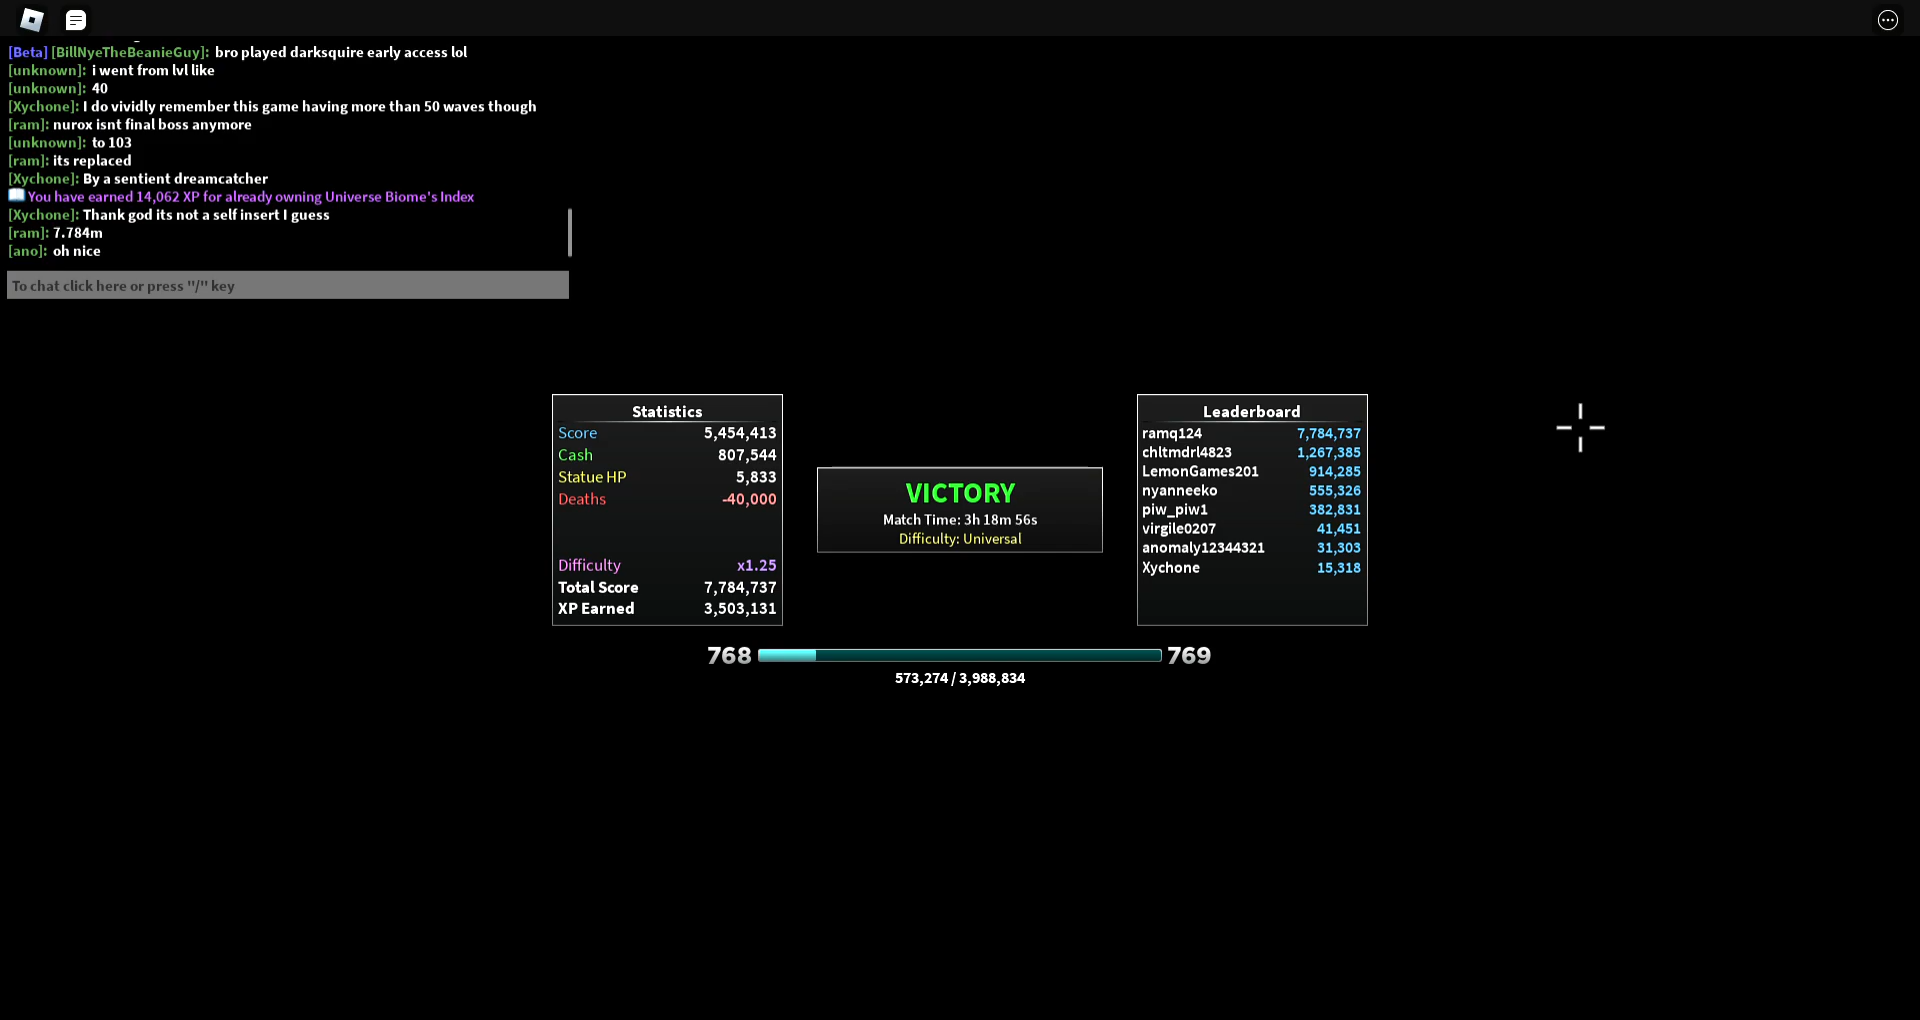 [Beta] [BillNyeTheBeanieGuy]: bro played darksquire early access lol
[unknown]: i went from lvl like
[unknown]: 40
[Xychone]: I do vividly remember this game having more than 50 waves though
[ram]: nurox isnt final boss anymore
[unknown]: to 103
[ram]: its replaced
[Xychone]: By a sentient dreamcatcher
You have earned 14,062 XP for already owning Universe Biome's Index
[Xychone]: Thank god its not a self insert I guess
[ram]: 7.784m
[ano]: oh nice
To chat click here or press "/" key
Statistics
Score 5,454,413
Cash 807,544
Statue HP 5,833
Deaths -40,000
Difficulty x1.25
Total Score 7,784,737
XP Earned 3,503,131
VICTORY
Match Time: 3h 18m 56s
Difficulty: Universal
Leaderboard
ramq124 7,784,737
chltmdrl4823 1,267,385
LemonGames201 914,285
nyanneeko 555,326
piw_piw1 382,831
virgile0207 41,451
anomaly12344321 31,303
Xychone 15,318
768 769
573,274 / 3,988,834